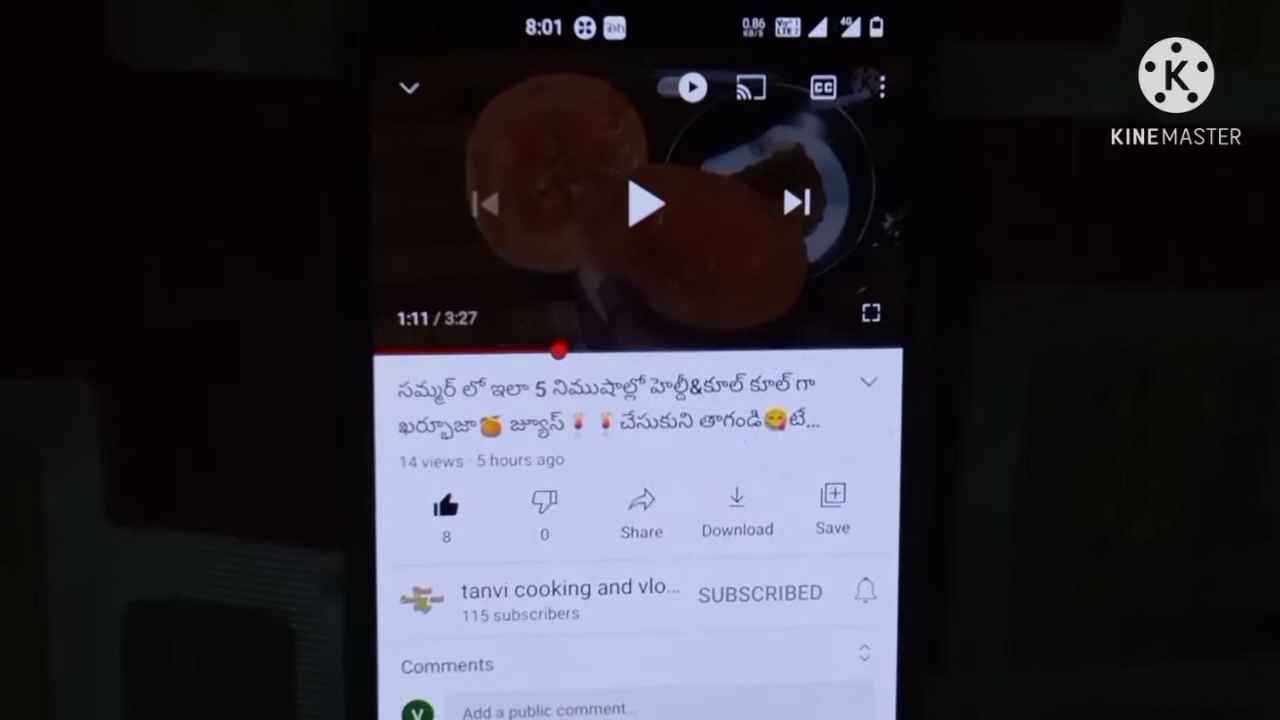 8:01
0.86
KB/S
4G
K
KINEMASTER
CC
1:11 / 3:27
సమ్మర్ లో ఇలా 5 నిముషాల్లో హెల్దీ&కూల్ కూల్ గా
ఖర్భూజా🍊 జ్యూస్🍹🍹చేసుకుని తాగండి😋టే...
14 views · 5 hours ago
8
0
Share
Download
Save
tanvi cooking and vlo...
SUBSCRIBED
115 subscribers
Comments
V
Add a public comment...